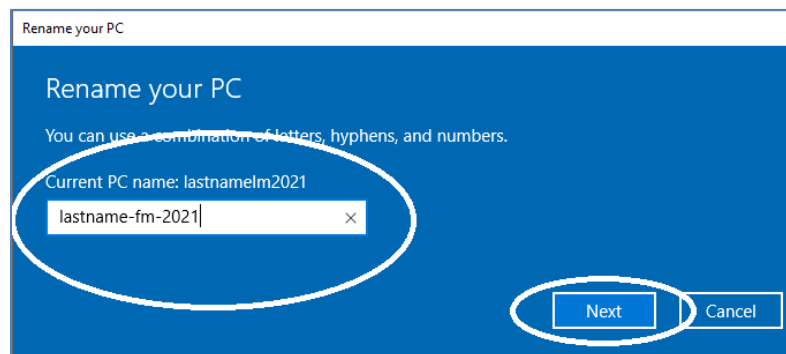 Rename your PC
Rename your PC
You can use a combination of letters, hyphens, and numbers.
Current PC name: lastnamelm2021
lastname-fm-2021
Next Cancel